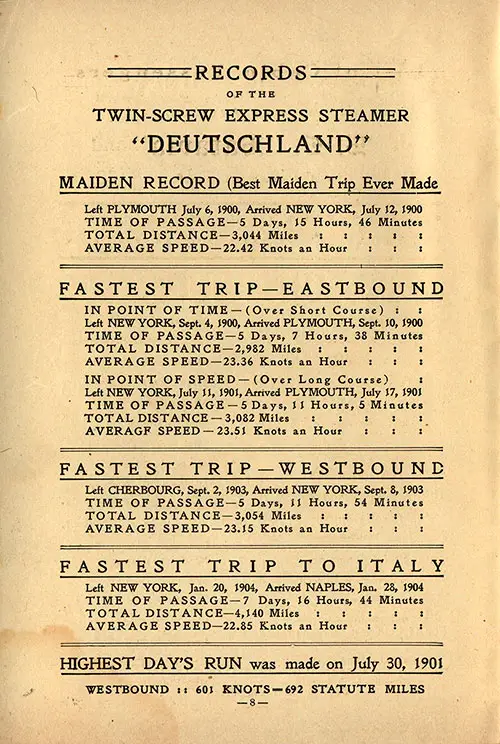 RECORDS
OF THE
TWIN-SCREW EXPRESS STEAMER
“DEUTSCHLAND”
MAIDEN RECORD (Best Maiden Trip Ever Made
Left PLYMOUTH July 6, 1900, Arrived NEW YORK, July 12, 1900
TIME OF PASSAGE—5 Days, 15 Hours, 46 Minutes
TOTAL DISTANCE—3,044 Miles : : : : :
AVERAGE SPEED—22.42 Knots an Hour : : :
FASTEST TRIP—EASTBOUND
IN POINT OF TIME—(Over Short Course) : :
Left NEW YORK, Sept. 4, 1900, Arrived PLYMOUTH, Sept. 10, 1900
TIME OF PASSAGE—5 Days, 7 Hours, 38 Minutes
TOTAL DISTANCE—2,982 Miles : : : : :
AVERAGE SPEED—23.36 Knots an Hour : : :
IN POINT OF SPEED—(Over Long Course) :
Left NEW YORK, July 11, 1901, Arrived PLYMOUTH, July 17, 1901
TIME OF PASSAGE—5 Days, 11 Hours, 5 Minutes
TOTAL DISTANCE—3,082 Miles : : : : :
AVERAGF SPEED—23.51 Knots an Hour : : :
FASTEST TRIP—WESTBOUND
Left CHERBOURG, Sept. 2, 1903, Arrived NEW YORK, Sept. 8, 1903
TIME OF PASSAGE—5 Days, 11 Hours, 54 Minutes
TOTAL DISTANCE—3,054 Miles : : : : :
AVERAGE SPEED—23.15 Knots an Hour : : :
FASTEST TRIP TO ITALY
Left NEW YORK, Jan. 20, 1904, Arrived NAPLES, Jan. 28, 1904
TIME OF PASSAGE—7 Days, 16 Hours, 44 Minutes
TOTAL DISTANCE—4,140 Miles : : : : :
AVERAGE SPEED—22.85 Knots an Hour : : :
HIGHEST DAY'S RUN was made on July 30, 1901
WESTBOUND :: 601 KNOTS—692 STATUTE MILES
—8—